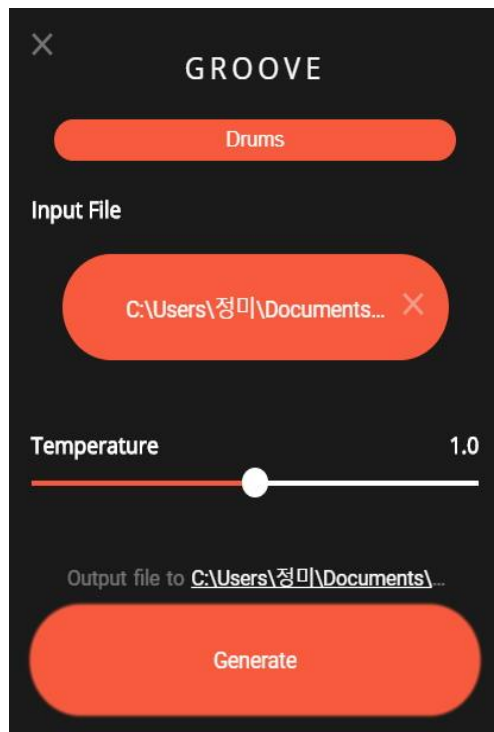 GROOVE
Drums
Input File
C:\Users\정미\Documents...
Temperature 1.0
Output file to C:\Users\정미\Documents\...
Generate